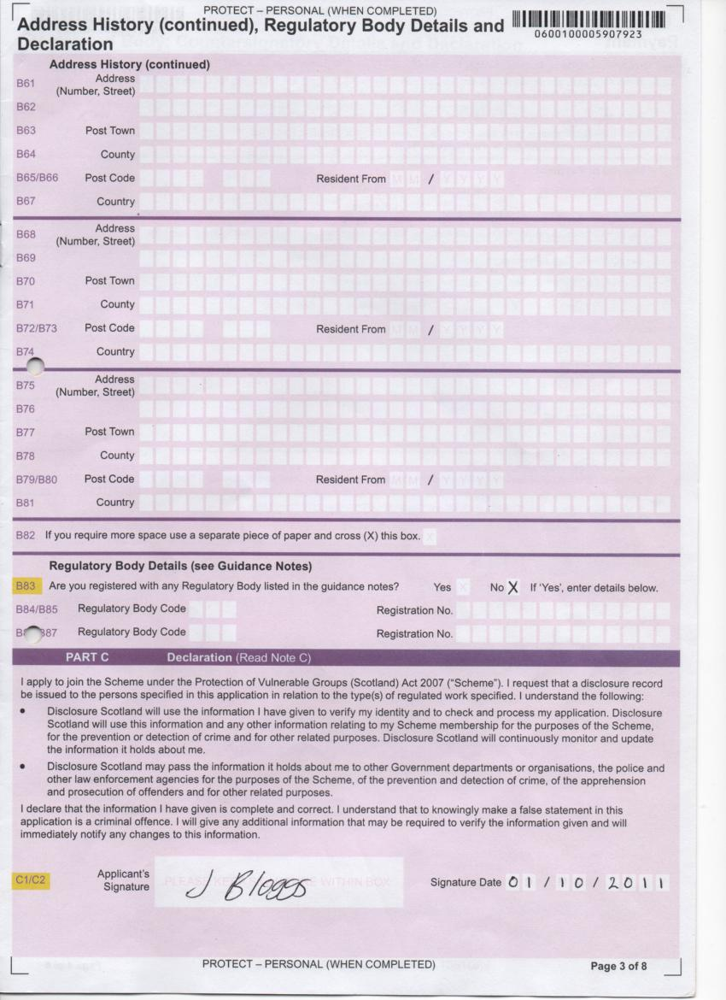 PROTECT – PERSONAL (WHEN COMPLETED)
Address History (continued), Regulatory Body Details and
Declaration
0600100005907923
Address History (continued)
B61 Address
(Number, Street)
B62
B63 Post Town
B64 County
B65/B66 Post Code Resident From M M / Y Y Y Y
B67 Country
B68 Address
(Number, Street)
B69
B70 Post Town
B71 County
B72/B73 Post Code Resident From M M / Y Y Y Y
B74 Country
B75 Address
(Number, Street)
B76
B77 Post Town
B78 County
B79/B80 Post Code Resident From M M / Y Y Y Y
B81 Country
B82 If you require more space use a separate piece of paper and cross (X) this box. X
Regulatory Body Details (see Guidance Notes)
B83 Are you registered with any Regulatory Body listed in the guidance notes? Yes X No X If ‘Yes’, enter details below.
B84/B85 Regulatory Body Code Registration No.
87 Regulatory Body Code Registration No.
PART C Declaration (Read Note C)
I apply to join the Scheme under the Protection of Vulnerable Groups (Scotland) Act 2007 (“Scheme”). I request that a disclosure record
be issued to the persons specified in this application in relation to the type(s) of regulated work specified. I understand the following:
• Disclosure Scotland will use the information I have given to verify my identity and to check and process my application. Disclosure
Scotland will use this information and any other information relating to my Scheme membership for the purposes of the Scheme,
for the prevention or detection of crime and for other related purposes. Disclosure Scotland will continuously monitor and update
the information it holds about me.
• Disclosure Scotland may pass the information it holds about me to other Government departments or organisations, the police and
other law enforcement agencies for the purposes of the Scheme, of the prevention and detection of crime, of the apprehension
and prosecution of offenders and for other related purposes.
I declare that the information I have given is complete and correct. I understand that to knowingly make a false statement in this
application is a criminal offence. I will give any additional information that may be required to verify the information given and will
immediately notify any changes to this information.
C1/C2 Applicant’s
Signature
PLEASE WITHIN BOX
J Bloggs
Signature Date 01 / 10 / 2011
PROTECT – PERSONAL (WHEN COMPLETED)
Page 3 of 8